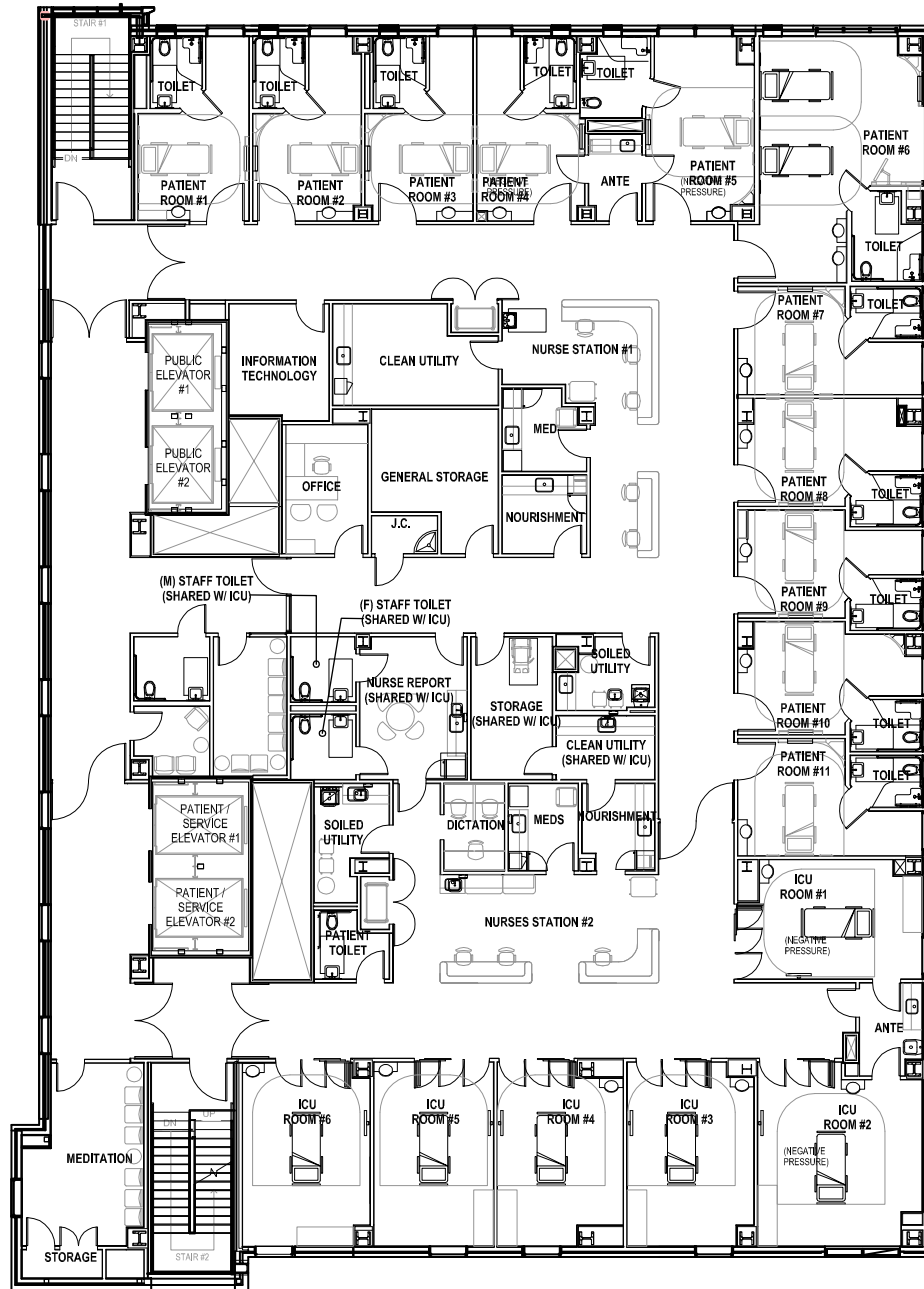 STAIR #1
DN
TOILET
TOILET
TOILET
TOILET
TOILET
PATIENT
ROOM #1
PATIENT
ROOM #2
PATIENT
ROOM #3
PATIENT
ROOM #4
PRESSURE)
ANTE
PATIENT
ROOM #5
(NEGATIVE
PRESSURE)
PATIENT
ROOM #6
TOILET
PATIENT
ROOM #7
TOILET
PUBLIC
ELEVATOR
#1
INFORMATION
TECHNOLOGY
CLEAN UTILITY
NURSE STATION #1
PUBLIC
ELEVATOR
#2
OFFICE
GENERAL STORAGE
MED
NOURISHMENT
J.C.
PATIENT
ROOM #8
TOILET
(M) STAFF TOILET
(SHARED W/ ICU)
(F) STAFF TOILET
(SHARED W/ ICU)
PATIENT
ROOM #9
TOILET
NURSE REPORT
(SHARED W/ ICU)
STORAGE
(SHARED W/ ICU)
SOILED
UTILITY
CLEAN UTILITY
(SHARED W/ ICU)
PATIENT
ROOM #10
TOILET
PATIENT
ROOM #11
TOILET
PATIENT /
SERVICE
ELEVATOR #1
SOILED
UTILITY
DICTATION
MEDS
NOURISHMENT
PATIENT /
SERVICE
ELEVATOR #2
PATIENT
TOILET
NURSES STATION #2
ICU
ROOM #1
(NEGATIVE
PRESSURE)
ANTE
MEDITATION
STORAGE
DN
UP
STAIR #2
ICU
ROOM #6
ICU
ROOM #5
ICU
ROOM #4
ICU
ROOM #3
ICU
ROOM #2
(NEGATIVE
PRESSURE)